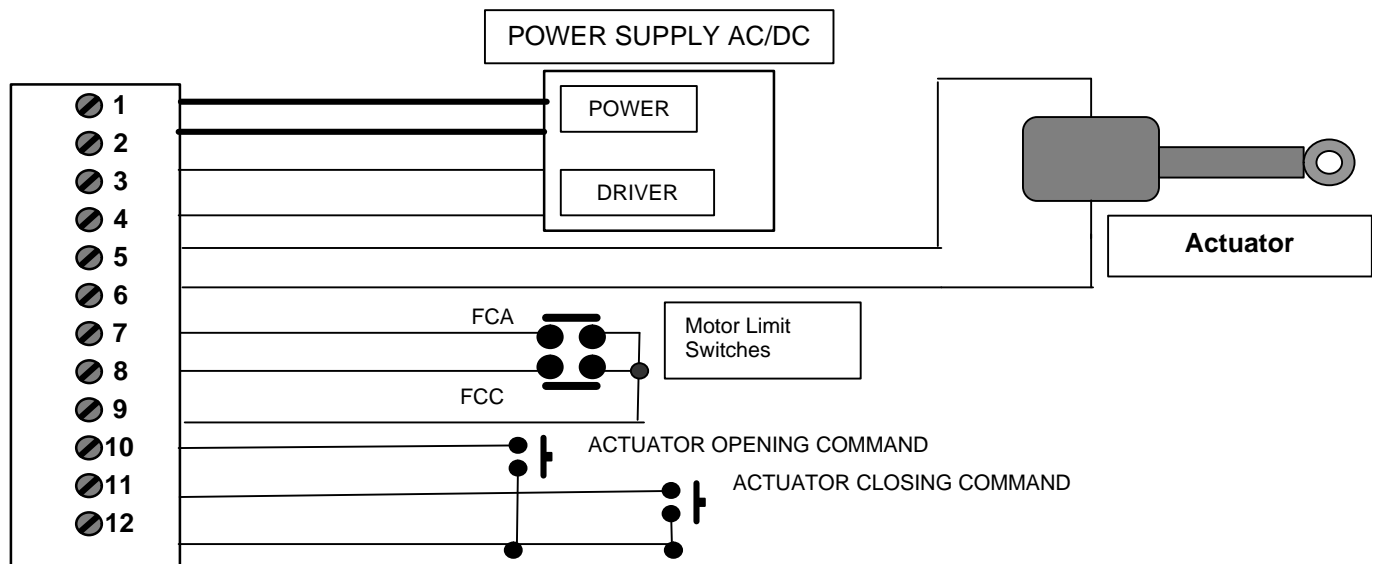 POWER SUPPLY AC/DC
1
POWER
2
3
DRIVER
4
5
Actuator
6
FCA
Motor Limit
Switches
7
8
FCC
9
10
ACTUATOR OPENING COMMAND
11
ACTUATOR CLOSING COMMAND
12